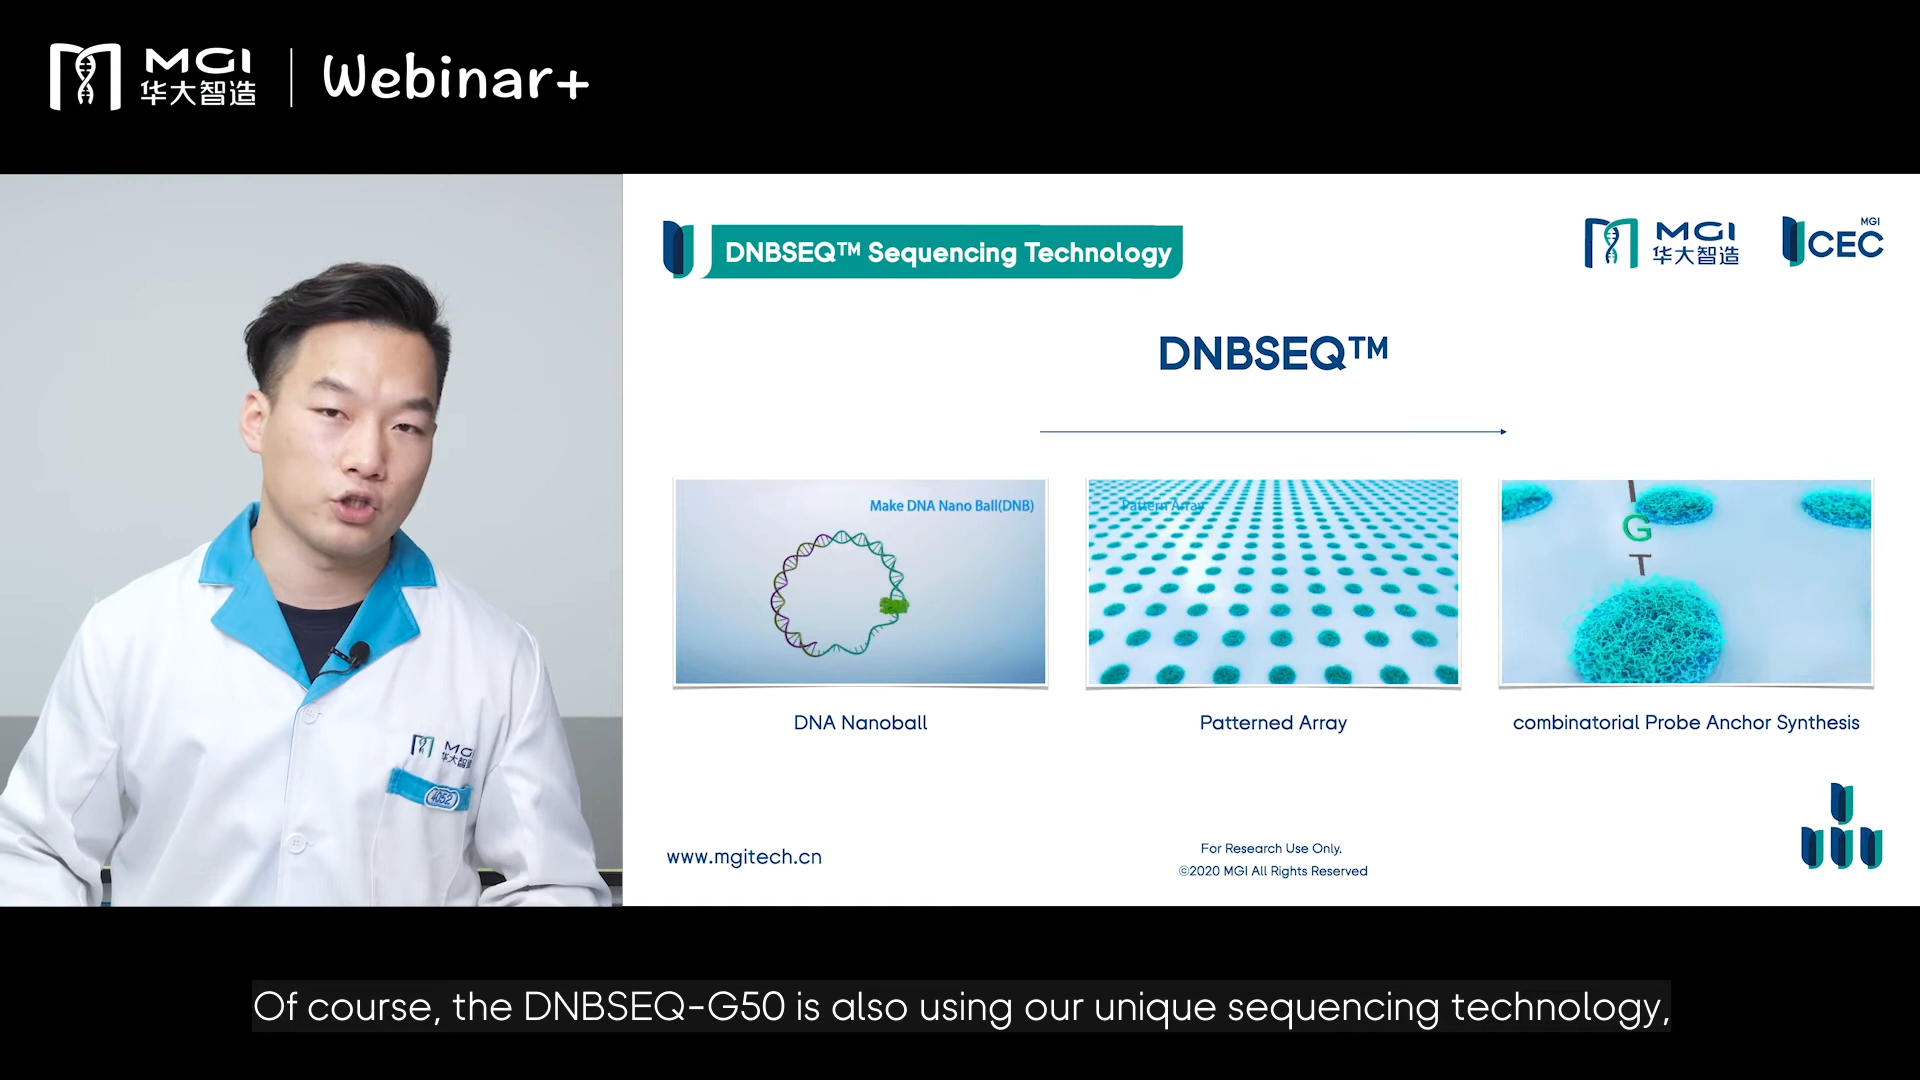 MGI
华大智造
Webinar+
DNBSEQ™ Sequencing Technology
MGI
华大智造
MGI
CEC
DNBSEQ™
Make DNA Nano Ball(DNB)
Pattern Array
G
T
DNA Nanoball
Patterned Array
combinatorial Probe Anchor Synthesis
MGI
华大智造
4052
www.mgitech.cn
For Research Use Only.
©2020 MGI All Rights Reserved
Of course, the DNBSEQ-G50 is also using our unique sequencing technology,